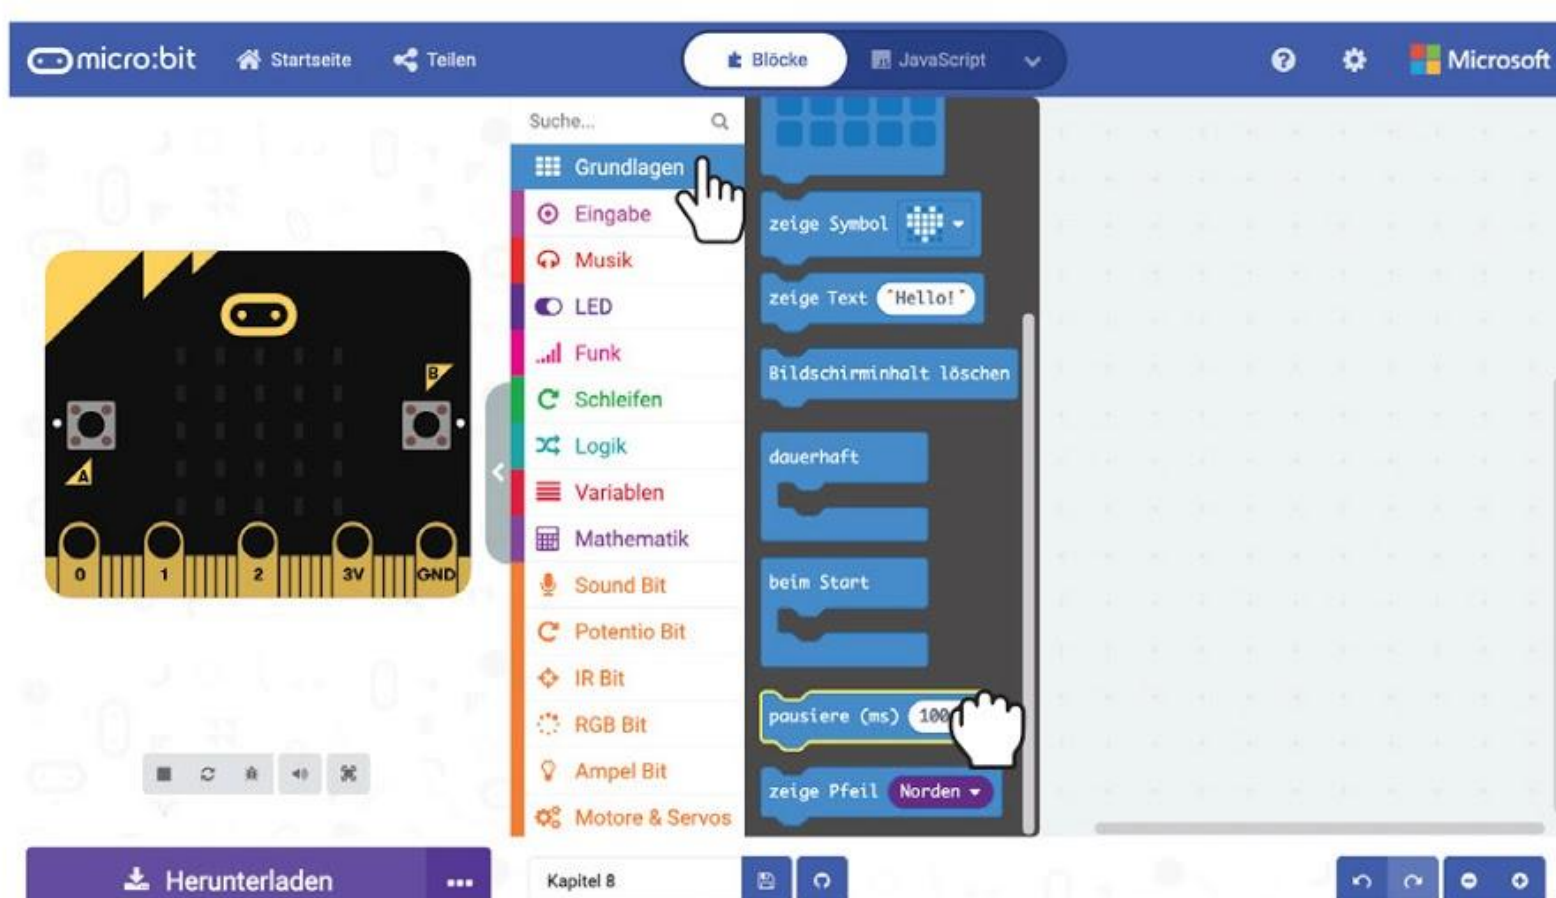 micro:bit Startseite Teilen Blöcke JavaScript Microsoft
Suche...
Grundlagen
Eingabe
Musik
LED
Funk
Schleifen
Logik
Variablen
Mathematik
Sound Bit
Potentio Bit
IR Bit
RGB Bit
Ampel Bit
Motore & Servos
zeige Symbol
zeige Text "Hello!"
Bildschirminhalt löschen
dauerhaft
beim Start
pausiere (ms) 100
zeige Pfeil Norden
B
A
0 1 2 3V GND
Herunterladen ...
Kapitel 8